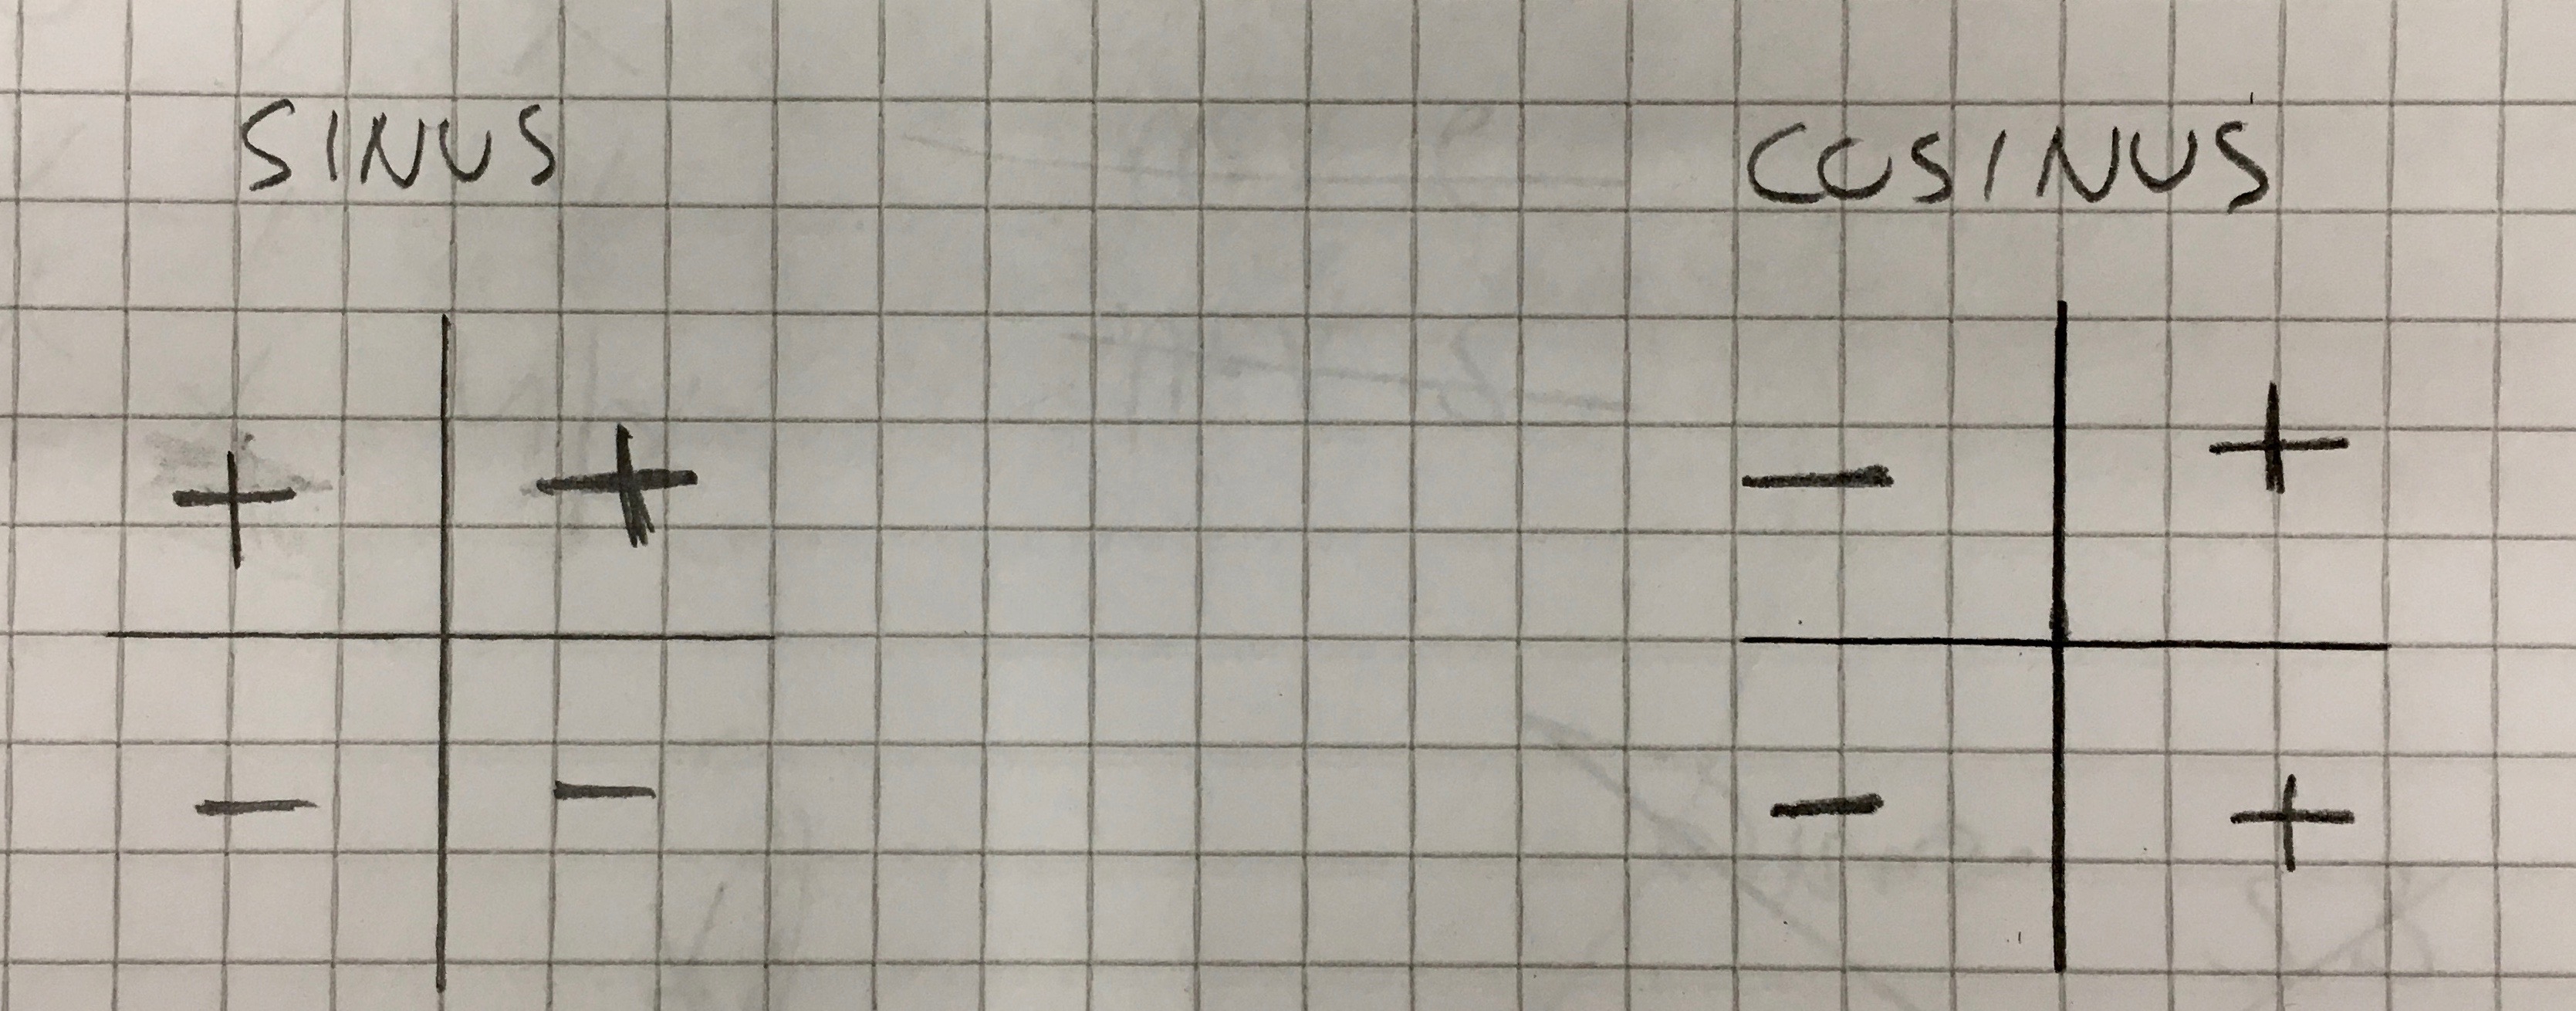 SINUS COSINUS
+ + - +
- - - +